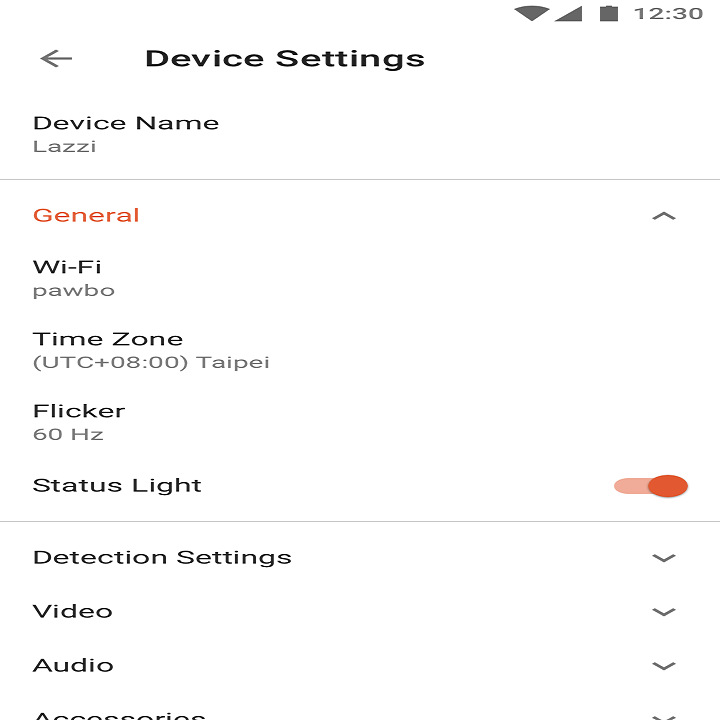 12:30
Device Settings
Device Name
Lazzi
General
Wi-Fi
pawbo
Time Zone
(UTC+08:00) Taipei
Flicker
60 Hz
Status Light
Detection Settings
Video
Audio
Accessories